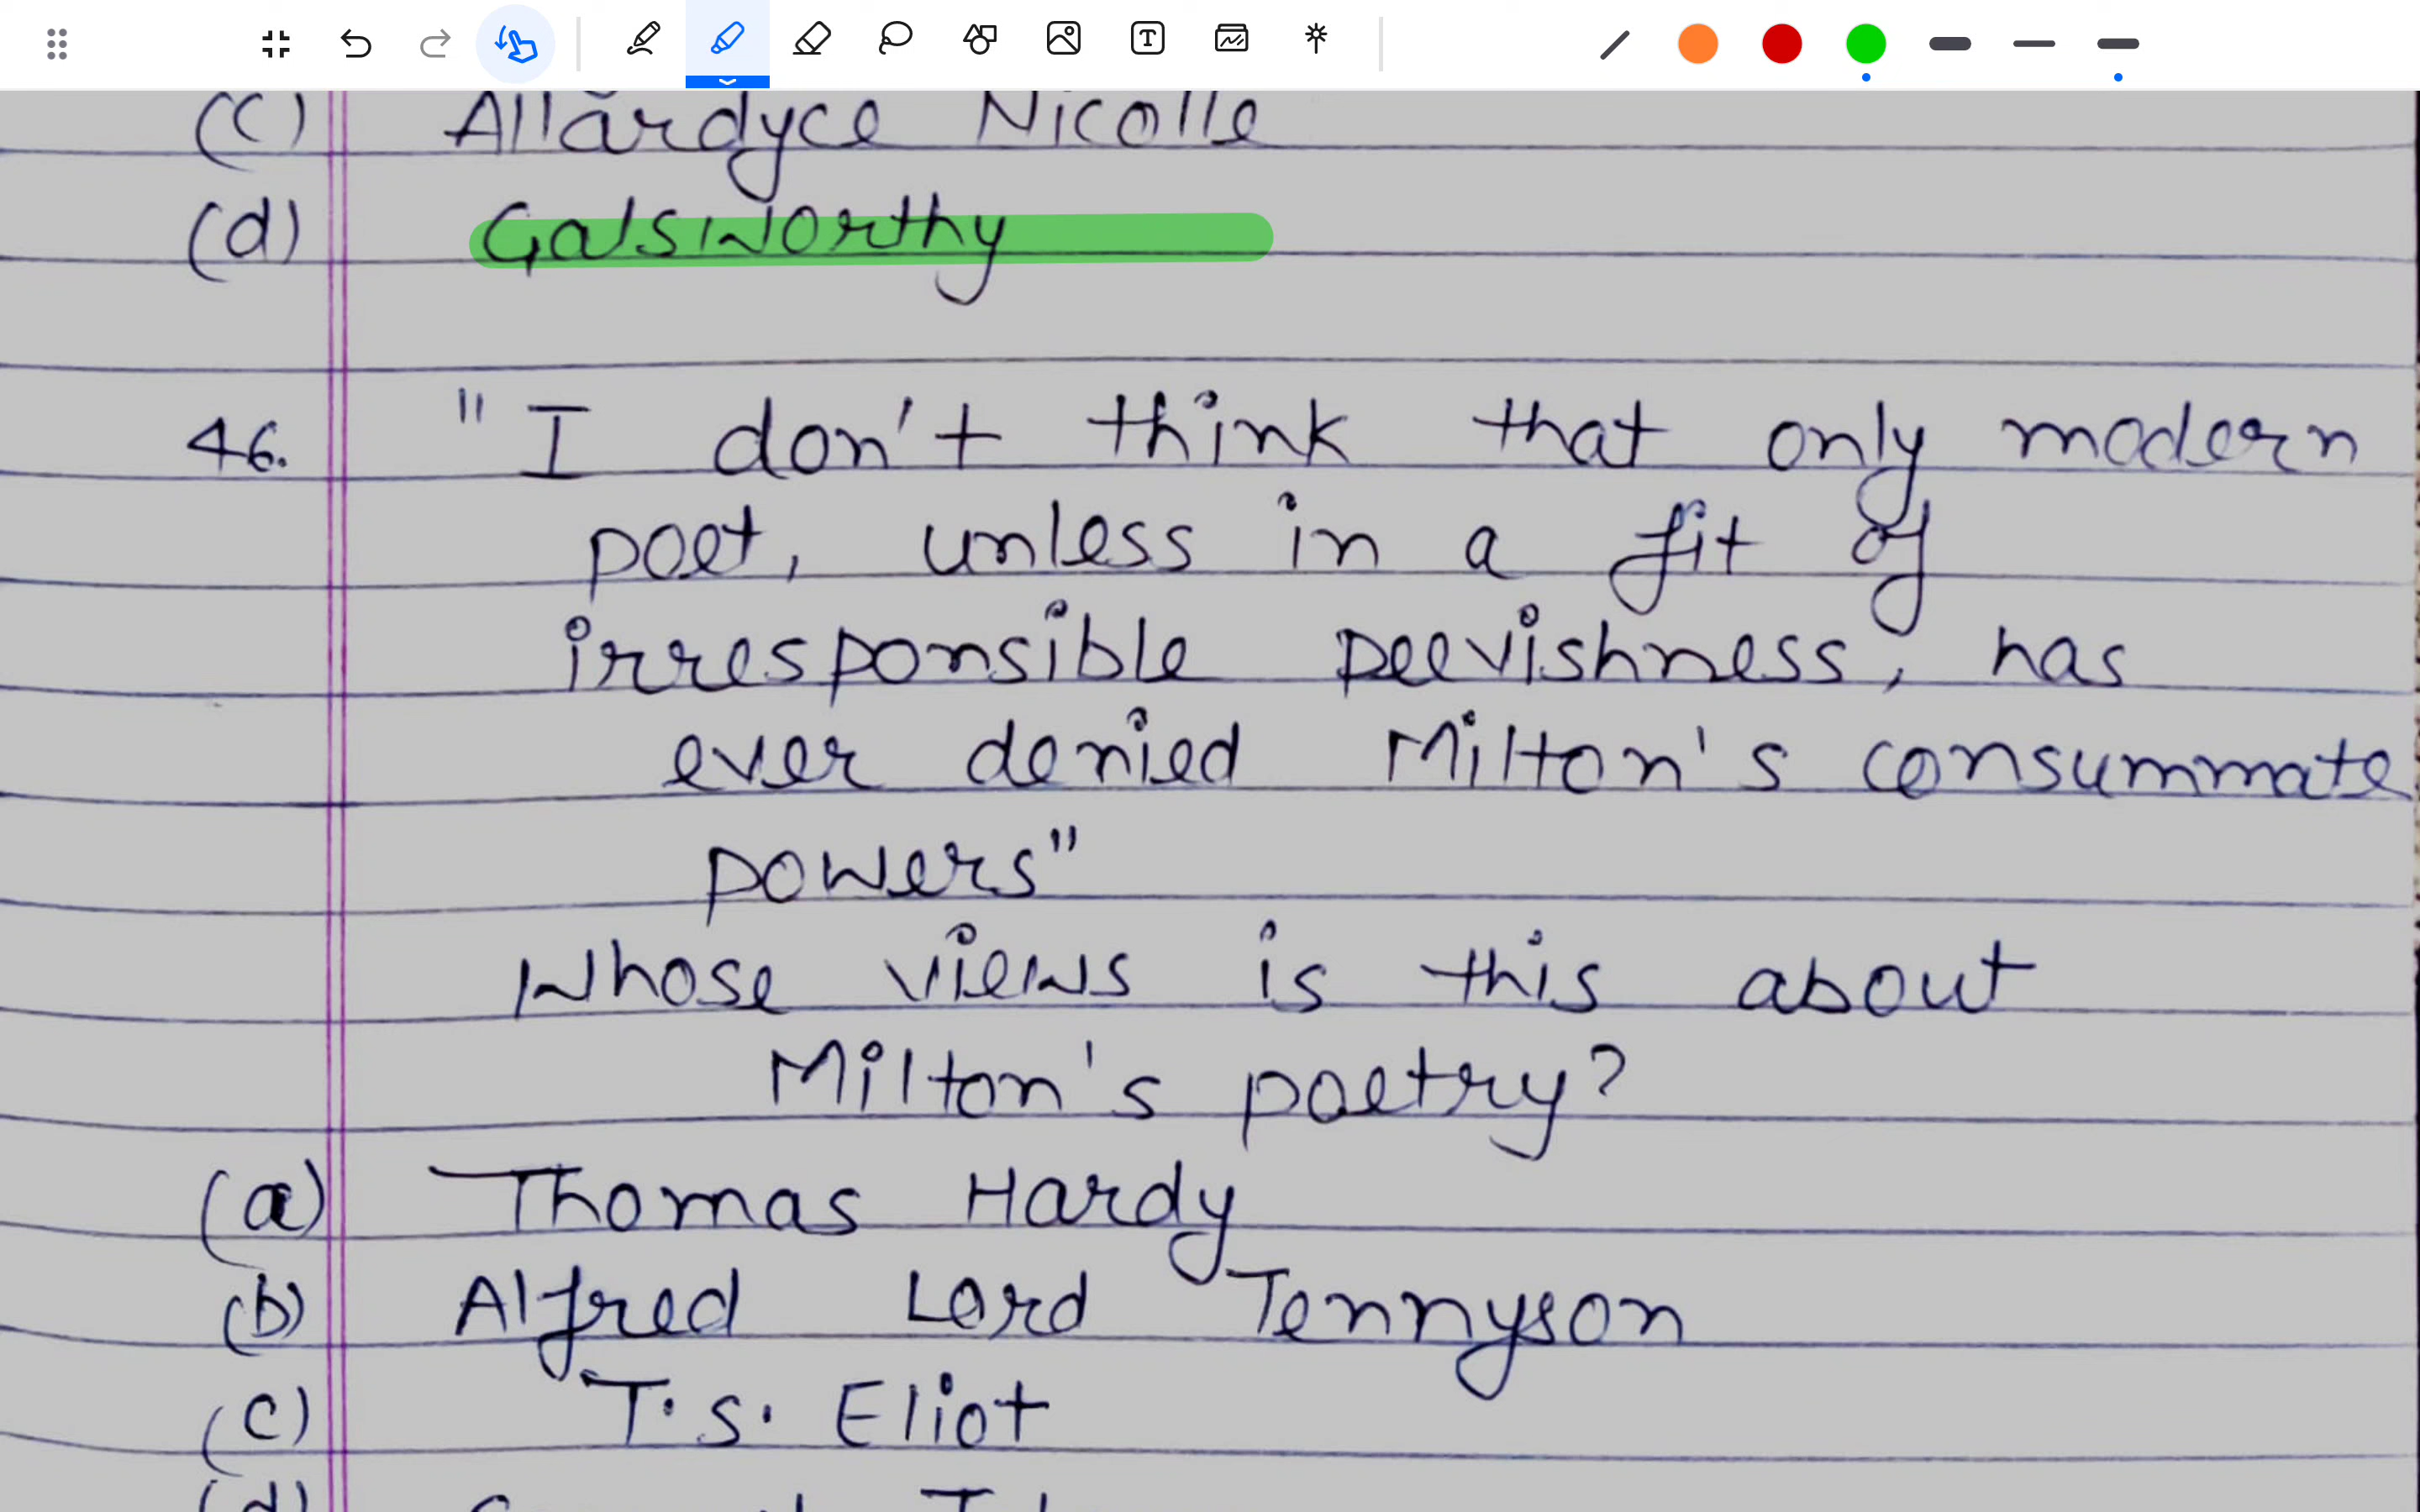 (c) Allardyce Nicolle
(d) Galsworthy
46. "I don't think that only modern
poet, unless in a fit of
irresponsible peevishness, has
ever denied Milton's consummate
powers"
Whose views is this about
Milton's poetry?
(a) Thomas Hardy
(b) Alfred Lord Tennyson
(c) T.S. Eliot
(d)